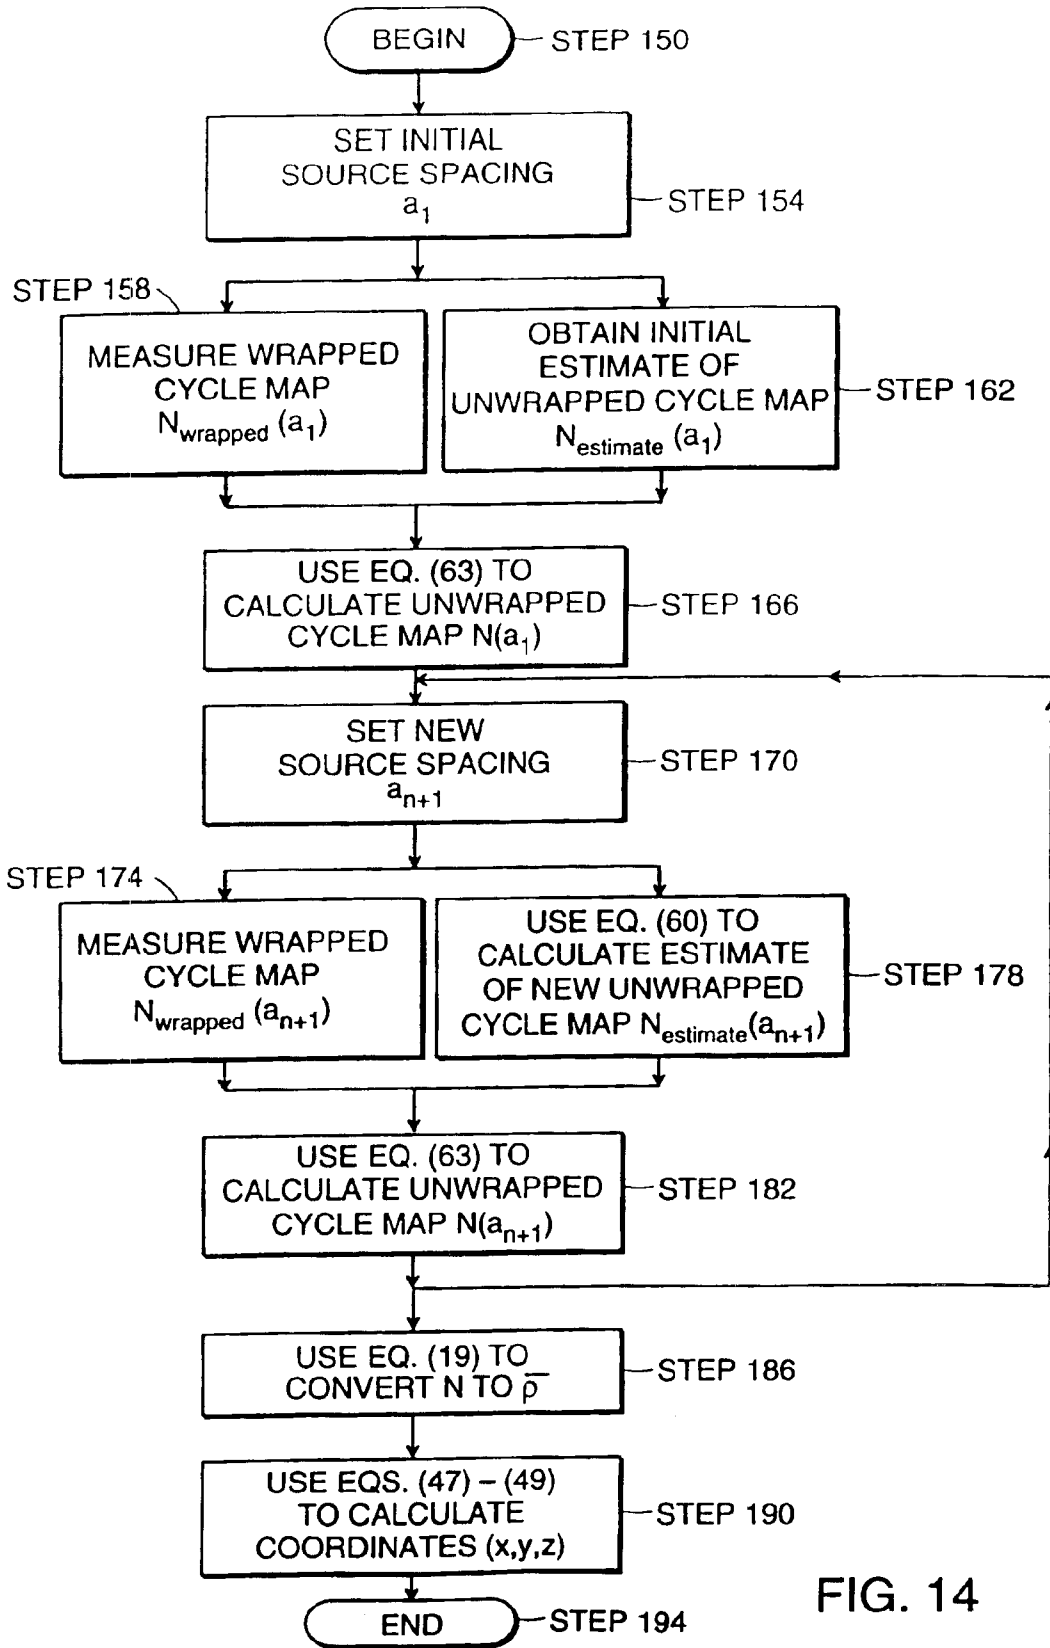 BEGIN
STEP 150
SET INITIAL
SOURCE SPACING
a1
STEP 154
STEP 158
MEASURE WRAPPED
CYCLE MAP
Nwrapped (a1)
OBTAIN INITIAL
ESTIMATE OF
UNWRAPPED CYCLE MAP
Nestimate (a1)
STEP 162
USE EQ. (63) TO
CALCULATE UNWRAPPED
CYCLE MAP N(a1)
STEP 166
SET NEW
SOURCE SPACING
an+1
STEP 170
STEP 174
MEASURE WRAPPED
CYCLE MAP
Nwrapped (an+1)
USE EQ. (60) TO
CALCULATE ESTIMATE
OF NEW UNWRAPPED
CYCLE MAP Nestimate(an+1)
STEP 178
USE EQ. (63) TO
CALCULATE UNWRAPPED
CYCLE MAP N(an+1)
STEP 182
USE EQ. (19) TO
CONVERT N TO ρ̅
STEP 186
USE EQS. (47) – (49)
TO CALCULATE
COORDINATES (x,y,z)
STEP 190
END
STEP 194
FIG. 14